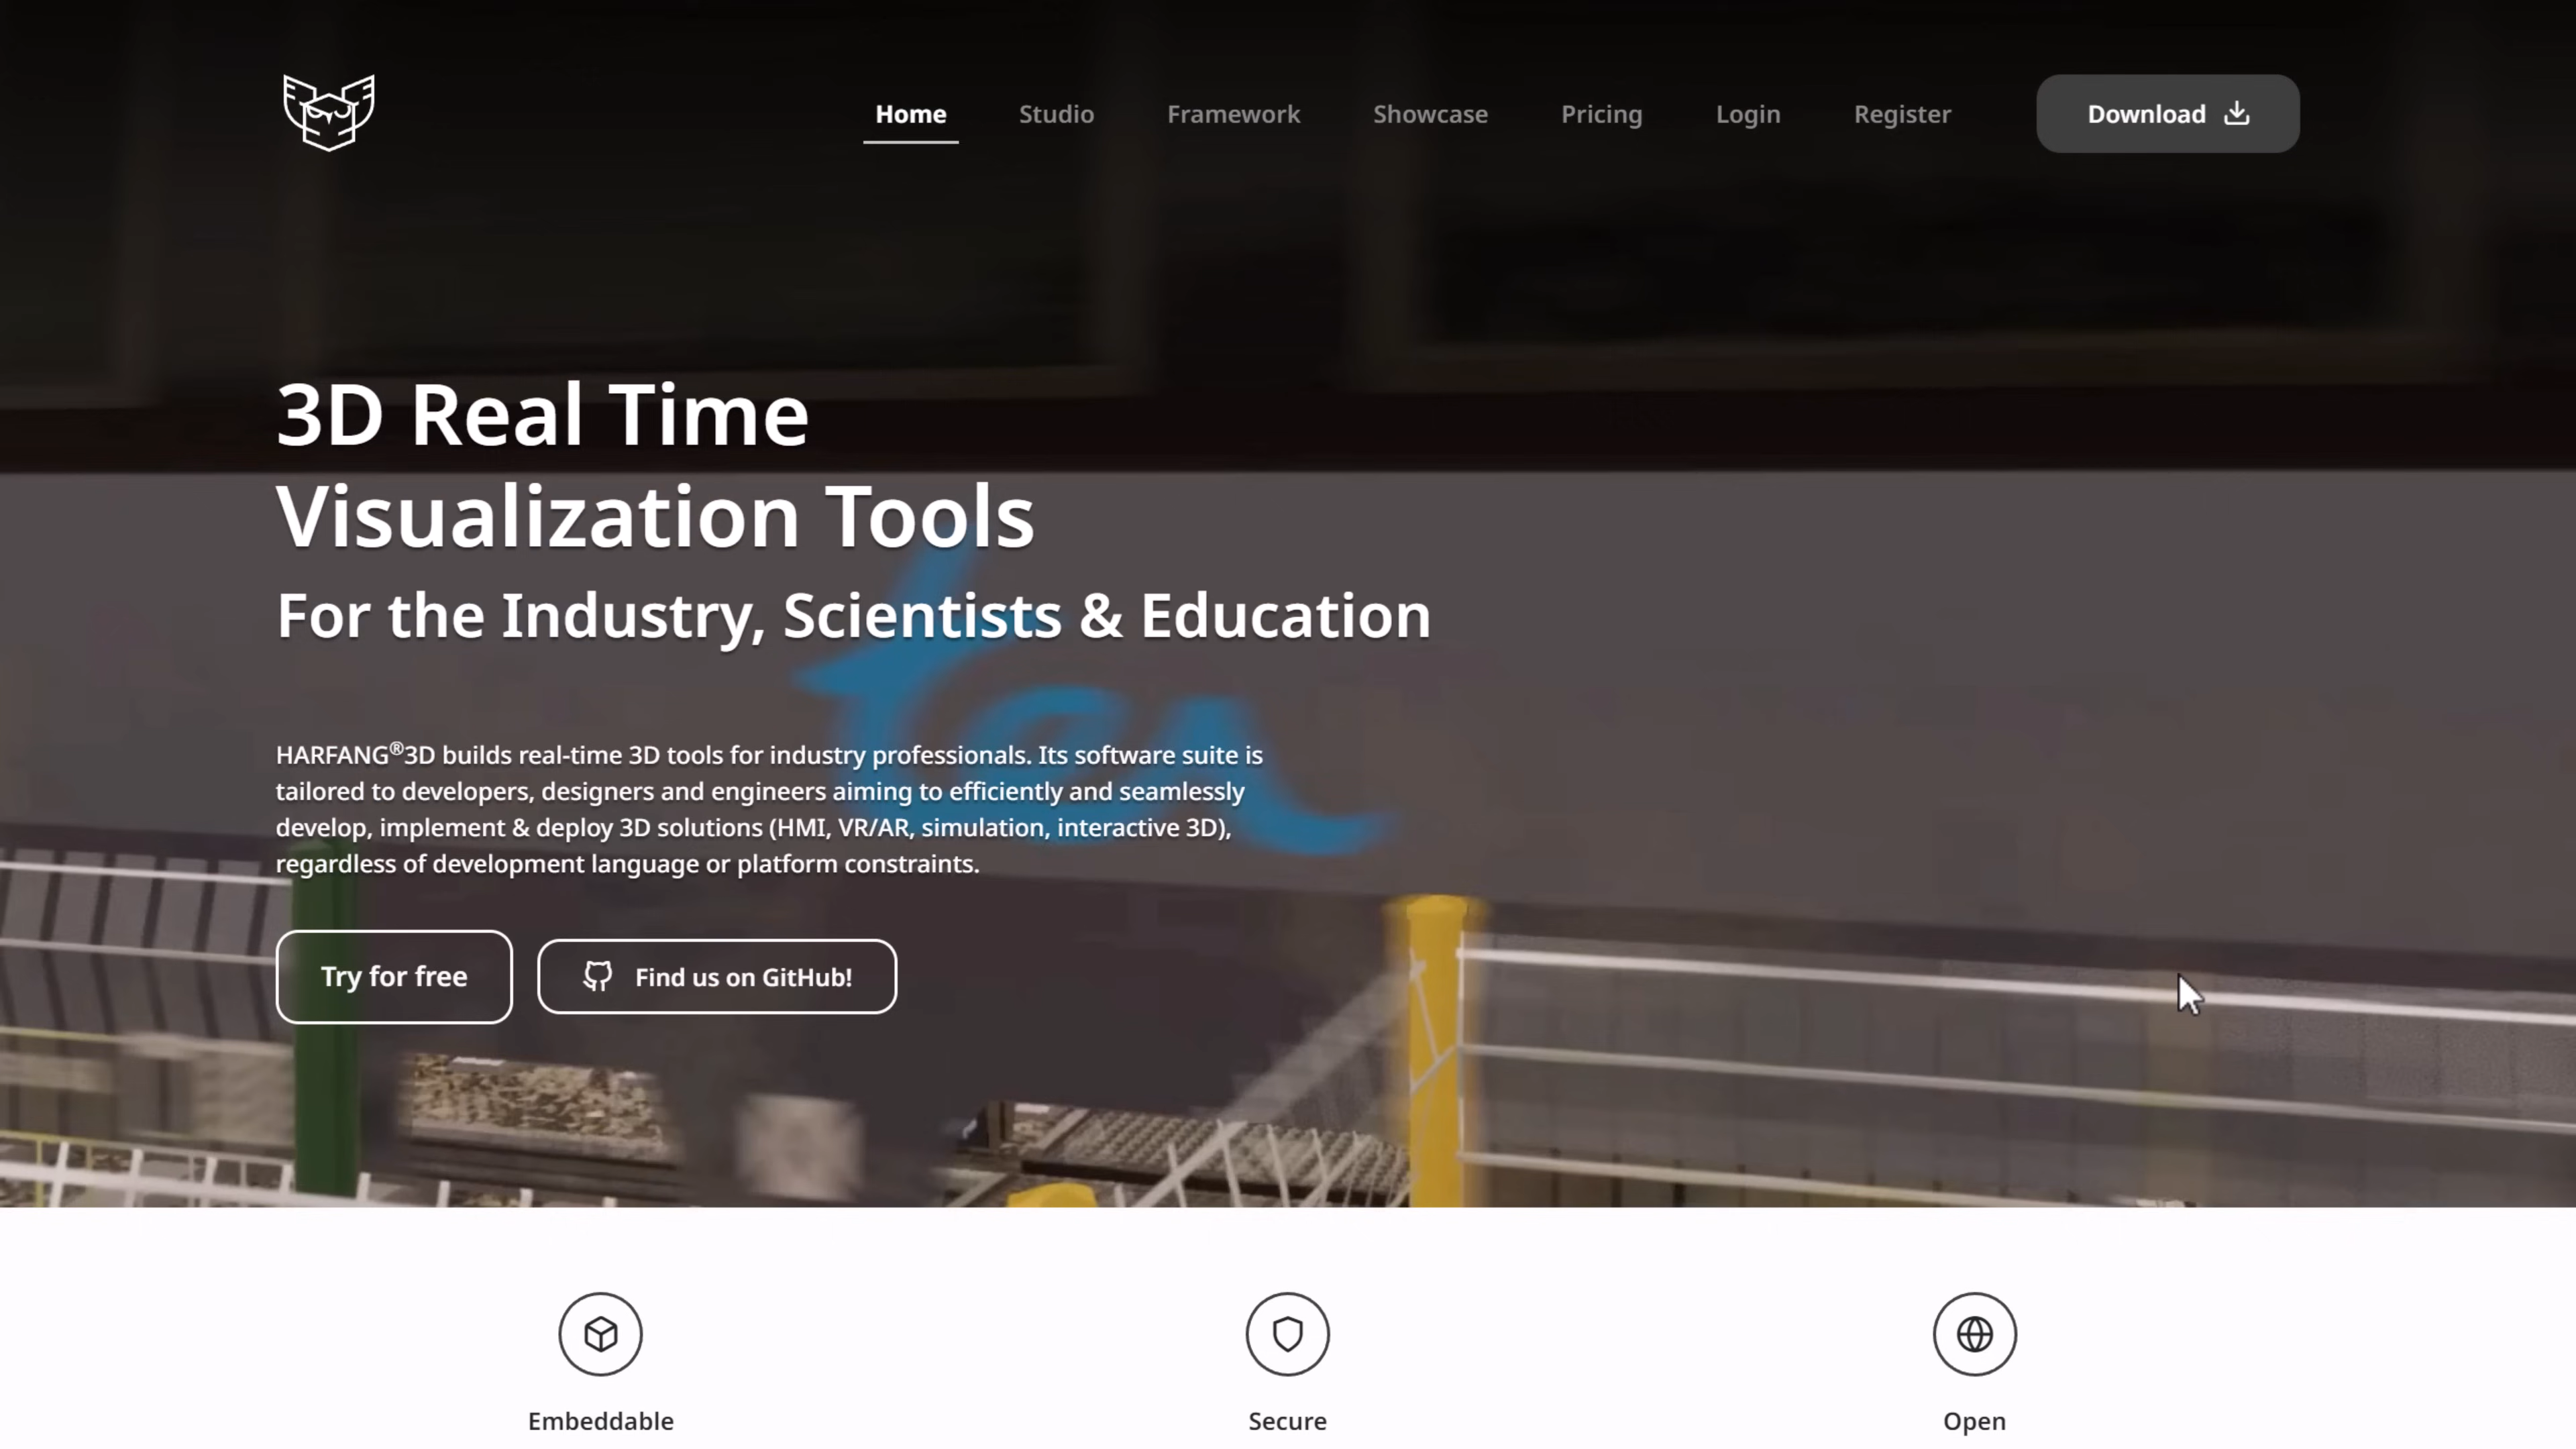 Home Studio Framework Showcase Pricing Login Register Download
3D Real Time
Visualization Tools
For the Industry, Scientists & Education
ter
HARFANG®3D builds real-time 3D tools for industry professionals. Its software suite is
tailored to developers, designers and engineers aiming to efficiently and seamlessly
develop, implement & deploy 3D solutions (HMI, VR/AR, simulation, interactive 3D),
regardless of development language or platform constraints.
Try for free Find us on GitHub!
Embeddable Secure Open